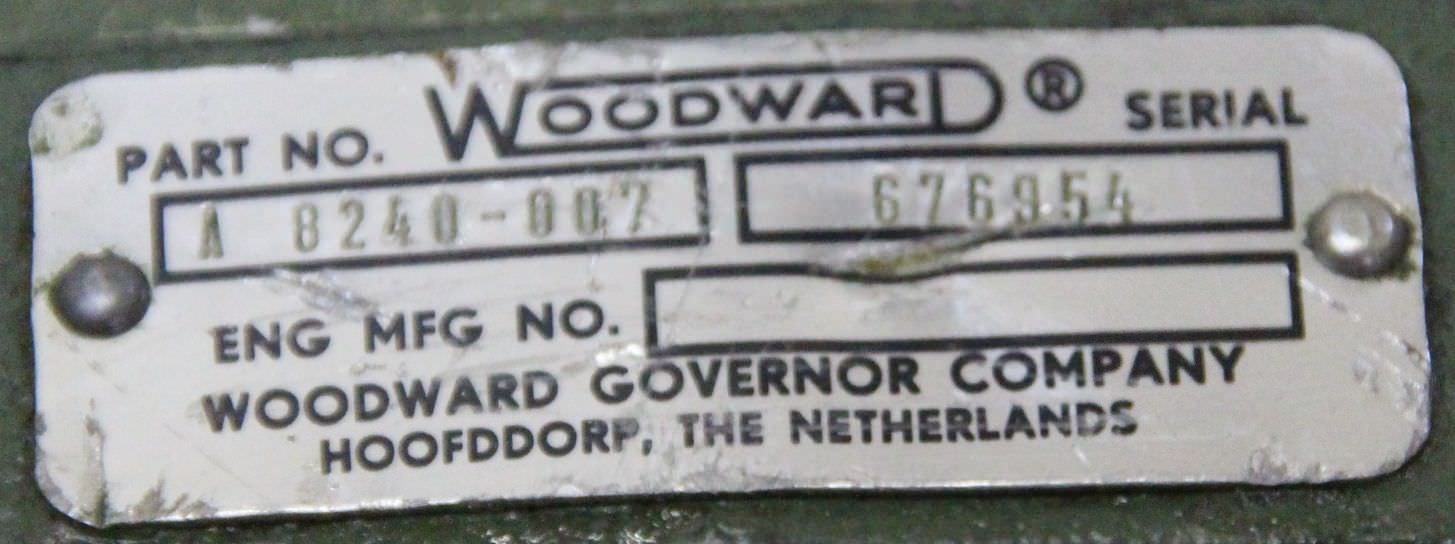 WOODWARD ®
PART NO. SERIAL
A 8240-007 676954
ENG MFG NO.
WOODWARD GOVERNOR COMPANY
HOOFDDORP, THE NETHERLANDS